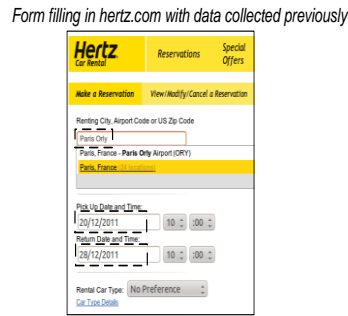 Form filling in hertz.com with data collected previously
Hertz
Car Rental
Reservations
Special Offers
Make a Reservation
View/Modify/Cancel a Reservation
Renting City, Airport Code or US Zip Code
Paris Orly
Paris, France - Paris Orly Airport (ORY)
Paris, France (24 locations)
Pick Up Date and Time:
20/12/2011 10 :00
Return Date and Time:
28/12/2011 10 :00
Rental Car Type: No Preference
Car Type Details